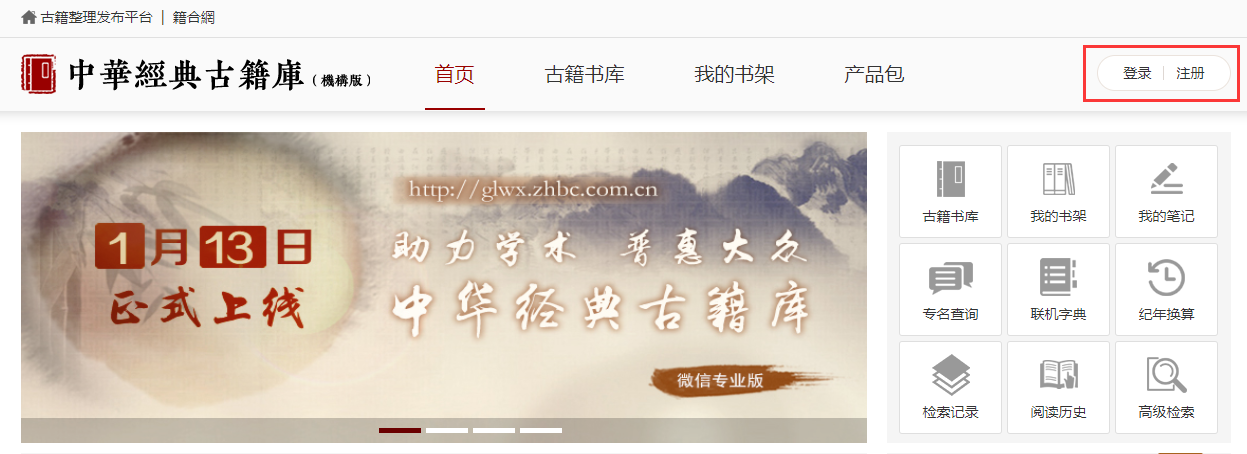 古籍整理发布平台 | 籍合網
中華經典古籍庫（機構版）
首页 古籍书库 我的书架 产品包
登录 | 注册
http://glwx.zhbc.com.cn
1月13日
正式上线
助力学术 普惠大众
中华经典古籍库
微信专业版
古籍书库 我的书架 我的笔记
专名查询 联机字典 纪年换算
检索记录 阅读历史 高级检索